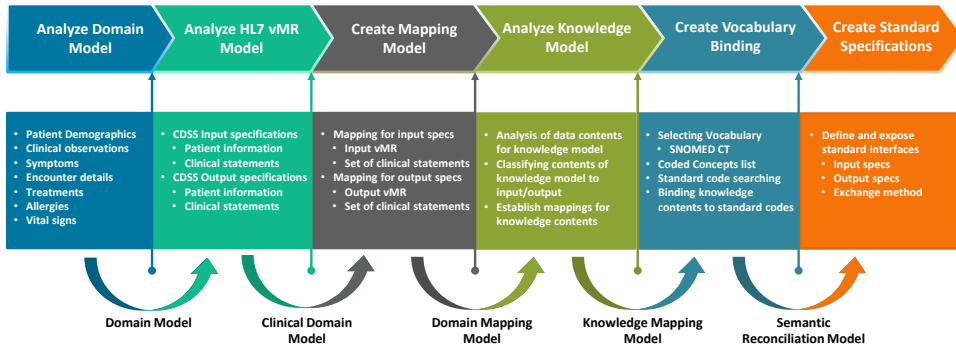 Analyze Domain
Model
Analyze HL7 vMR
Model
Create Mapping
Model
Analyze Knowledge
Model
Create Vocabulary
Binding
Create Standard
Specifications
• Patient Demographics
• Clinical observations
• Symptoms
• Encounter details
• Treatments
• Allergies
• Vital signs
• CDSS Input specifications
• Patient information
• Clinical statements
• CDSS Output specifications
• Patient information
• Clinical statements
• Mapping for input specs
• Input vMR
• Set of clinical statements
• Mapping for output specs
• Output vMR
• Set of clinical statements
• Analysis of data contents
for knowledge model
• Classifying contents of
knowledge model to
input/output
• Establish mappings for
knowledge contents
• Selecting Vocabulary
• SNOMED CT
• Coded Concepts list
• Standard code searching
• Binding knowledge
contents to standard codes
• Define and expose
standard interfaces
• Input specs
• Output specs
• Exchange method
Domain Model
Clinical Domain
Model
Domain Mapping
Model
Knowledge Mapping
Model
Semantic
Reconciliation Model